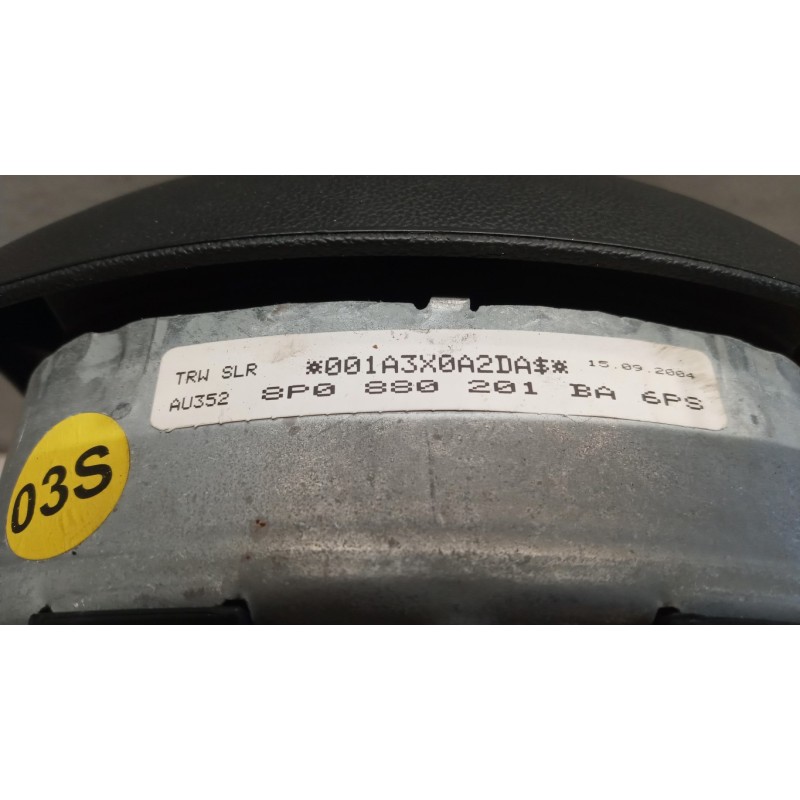 TRW SLR *001A3X0A2DA$* 15.09.2004
AU352 8P0 880 201 BA 6PS
03S